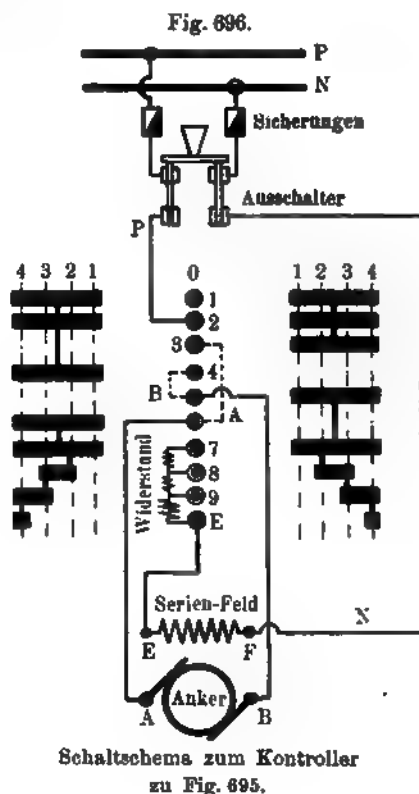 Fig. 696.
P
N
Sicherungen
Ausschalter
P
4 3 2 1
0
1 2 3 4
1
2
3
4
B
A
7
8
9
E
Widerstand
Serien-Feld
E
F
N
A
Anker
B
Schaltschema zum Kontroller
zu Fig. 695.